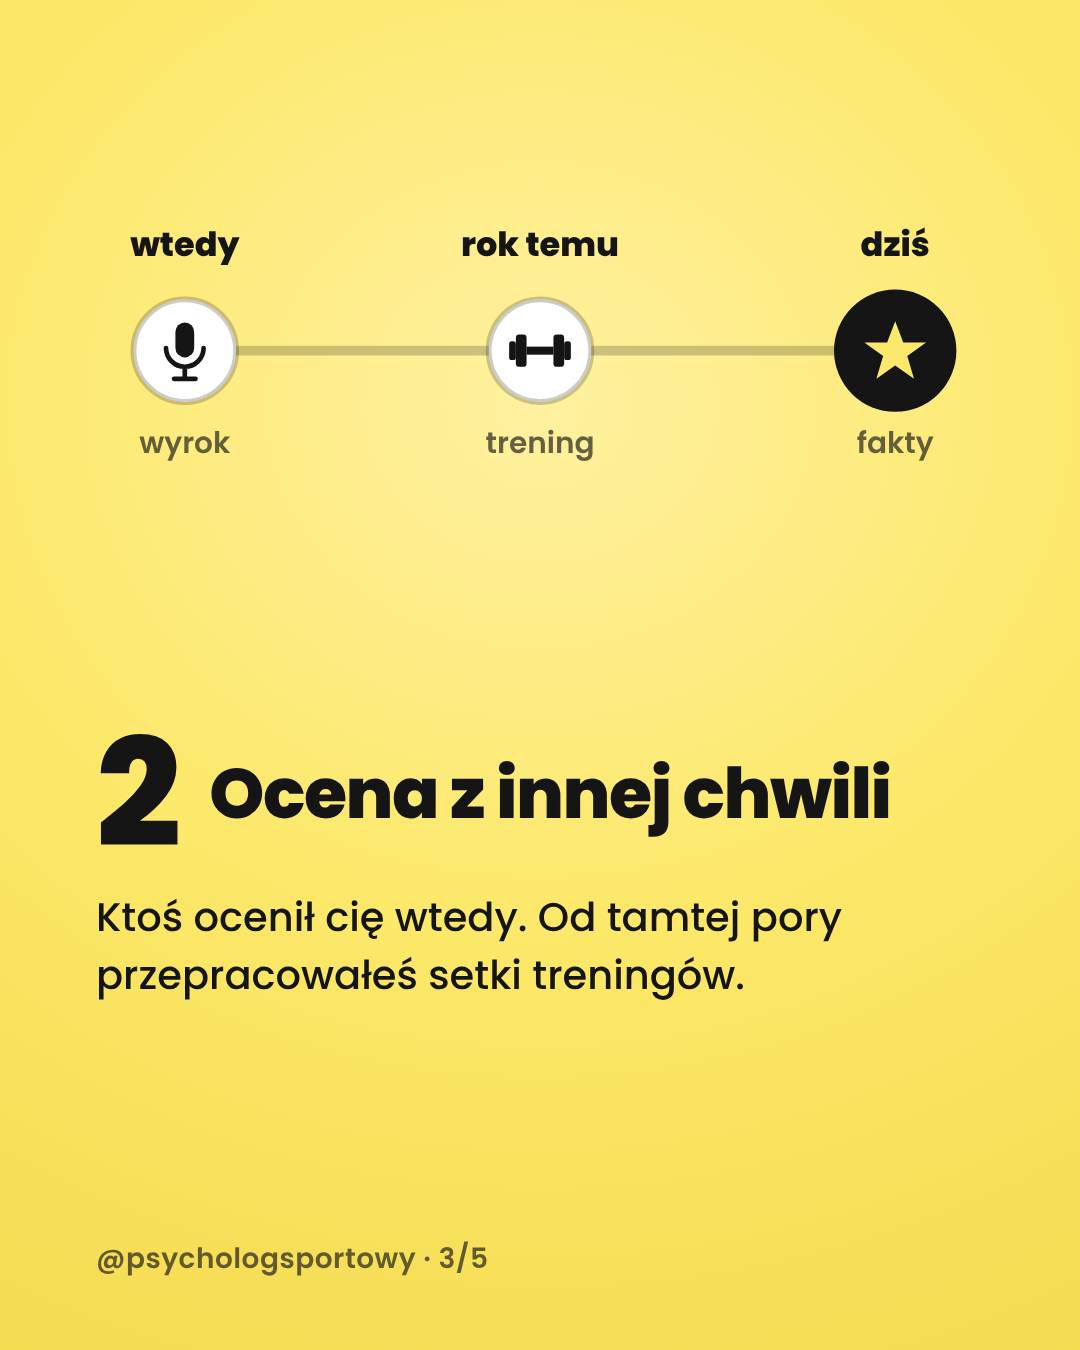 wtedy rok temu dziś
wyrok trening fakty
2 Ocena z innej chwili
Ktoś ocenił cię wtedy. Od tamtej pory
przepracowałeś setki treningów.
@psychologsportowy · 3/5